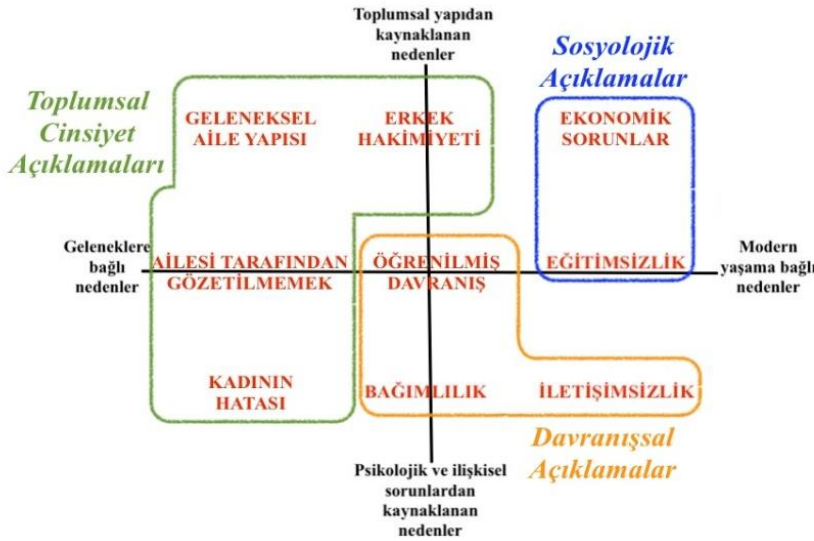 Toplumsal yapıdan
kaynaklanan
nedenler
Sosyolojik
Açıklamalar
Toplumsal
Cinsiyet
Açıklamaları
GELENEKSEL
AİLE YAPISI
ERKEK
HAKİMİYETİ
EKONOMİK
SORUNLAR
Geleneklere
bağlı
nedenler
AİLESİ TARAFINDAN
GÖZETİLMEMEK
ÖĞRENİLMİŞ
DAVRANIŞ
EĞİTİMSİZLİK
Modern
yaşama bağlı
nedenler
KADININ
HATASI
BAĞIMLILIK
İLETİŞİMSİZLİK
Davranışsal
Açıklamalar
Psikolojik ve ilişkisel
sorunlardan
kaynaklanan
nedenler